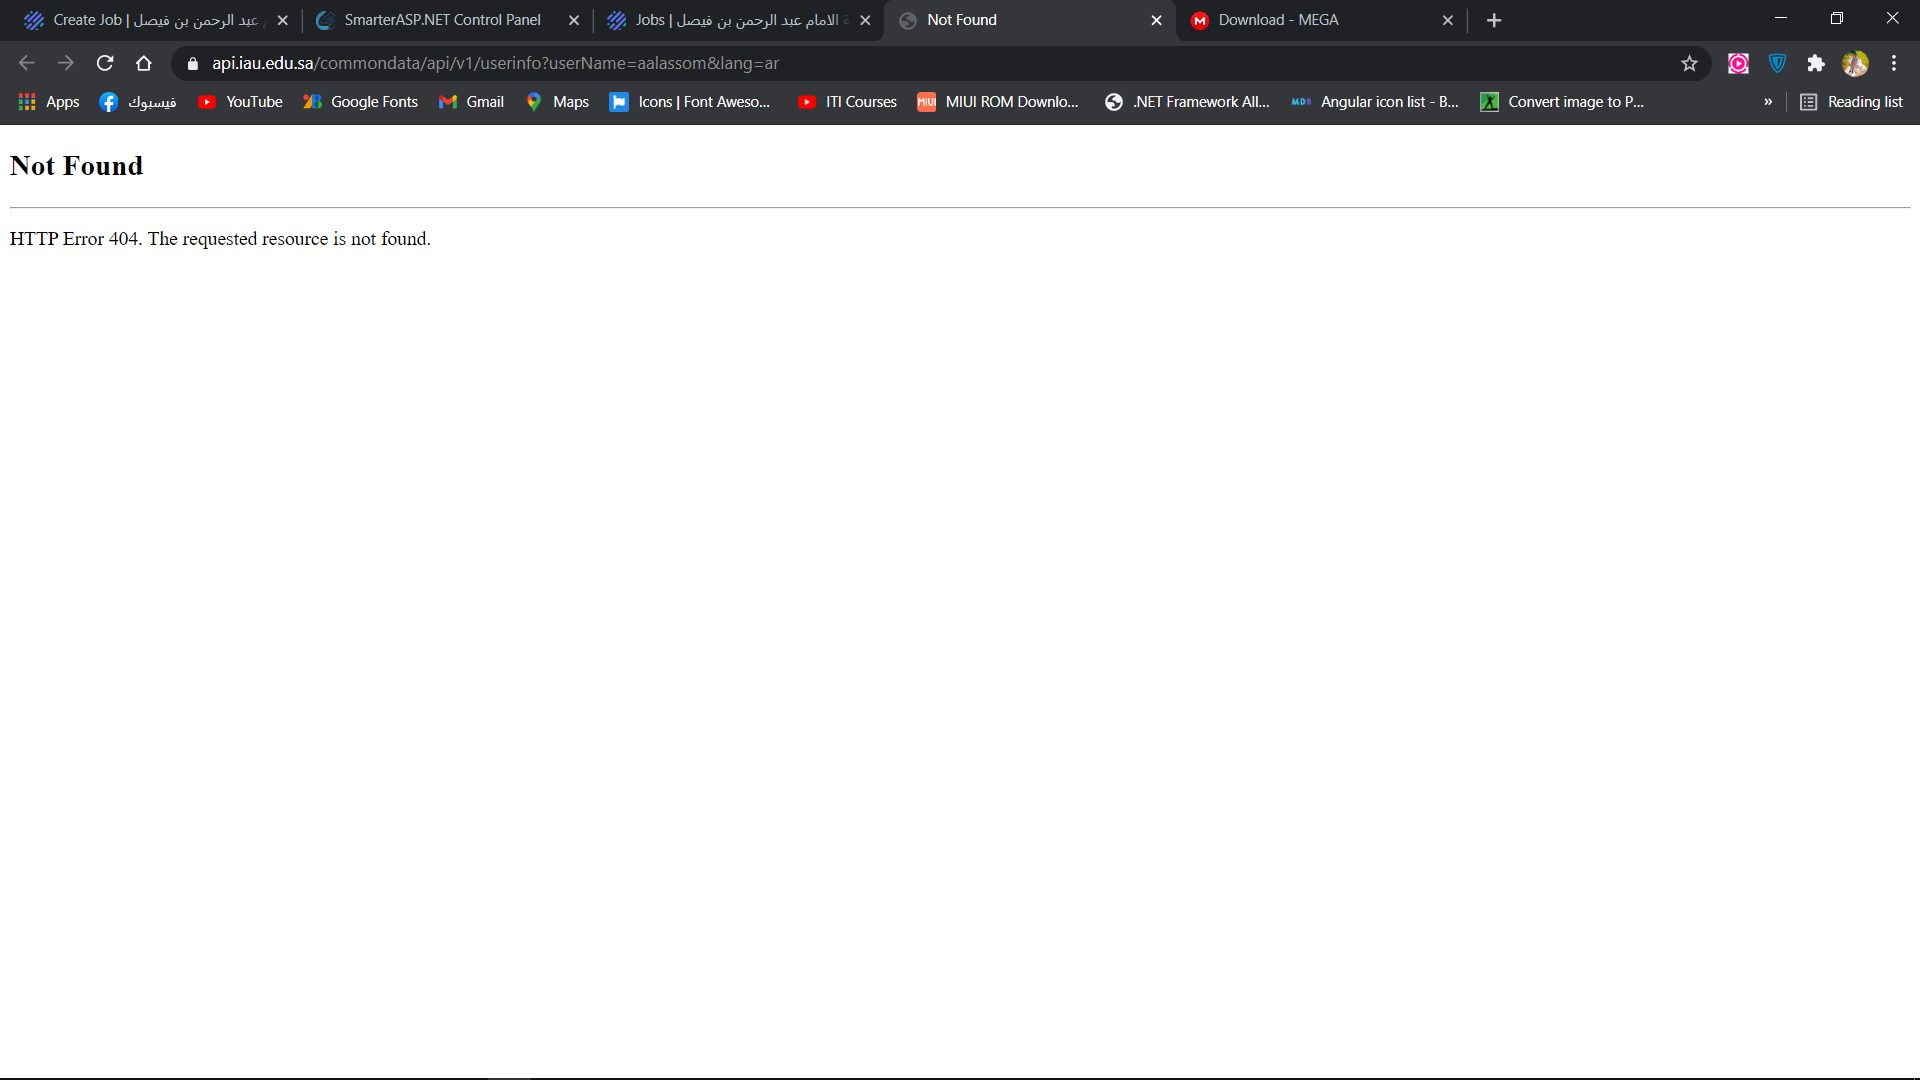 Create Job | عبد الرحمن بن فيصل
SmarterASP.NET Control Panel
Jobs | ة الامام عبد الرحمن بن فيصل
Not Found
Download - MEGA
api.iau.edu.sa/commondata/api/v1/userinfo?userName=aalassom&lang=ar
Apps
فيسبوك
YouTube
Google Fonts
Gmail
Maps
Icons | Font Aweso...
ITI Courses
MIUI ROM Downlo...
.NET Framework All...
Angular icon list - B...
Convert image to P...
»
Reading list
Not Found
HTTP Error 404. The requested resource is not found.